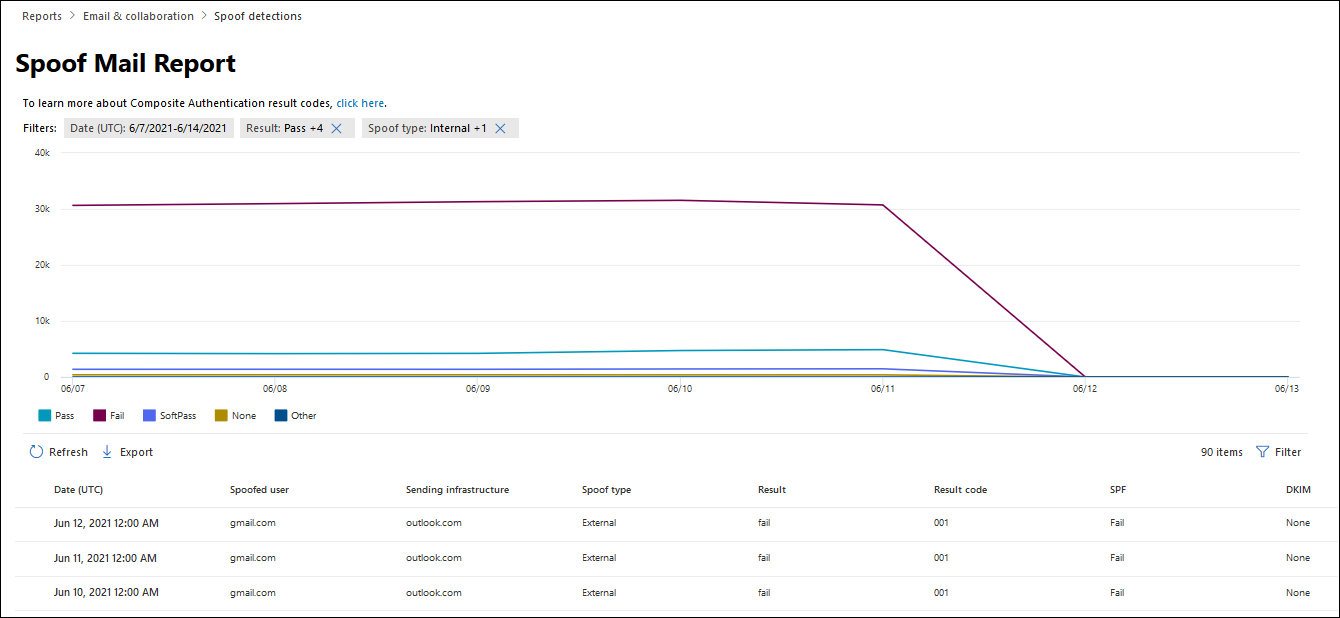 Reports > Email & collaboration > Spoof detections
Spoof Mail Report
To learn more about Composite Authentication result codes, click here.
Filters: Date (UTC): 6/7/2021-6/14/2021 Result: Pass +4 Spoof type: Internal +1
40k
30k
20k
10k
0
06/07 06/08 06/09 06/10 06/11 06/12 06/13
Pass Fail SoftPass None Other
Refresh Export 90 items Filter
Date (UTC) Spoofed user Sending infrastructure Spoof type Result Result code SPF DKIM
Jun 12, 2021 12:00 AM gmail.com outlook.com External fail 001 Fail None
Jun 11, 2021 12:00 AM gmail.com outlook.com External fail 001 Fail None
Jun 10, 2021 12:00 AM gmail.com outlook.com External fail 001 Fail None